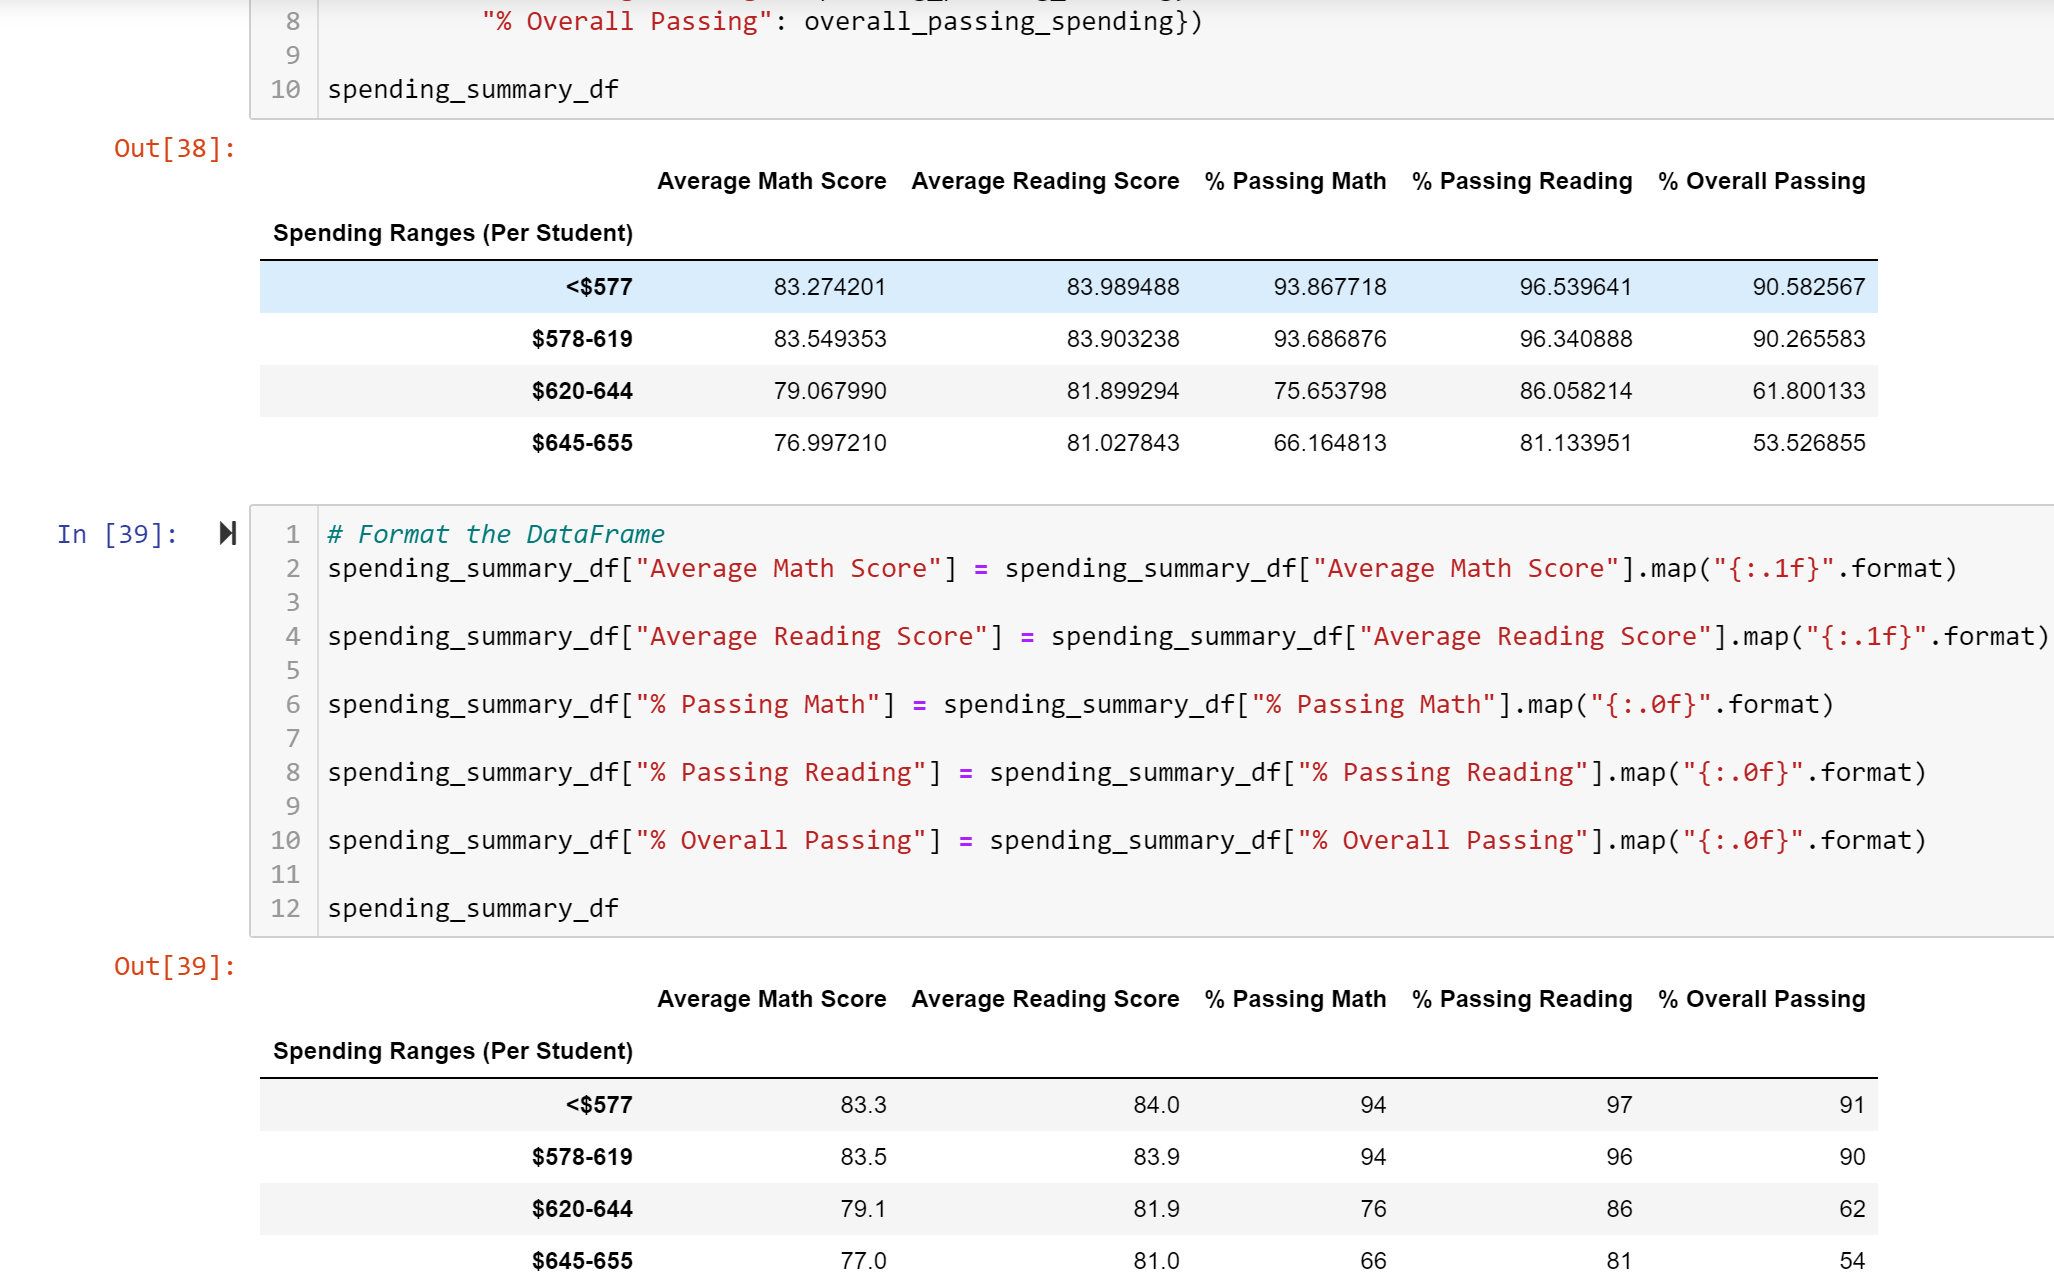 8 "% Overall Passing": overall_passing_spending})
9
10 spending_summary_df
Out[38]:
Average Math Score Average Reading Score % Passing Math % Passing Reading % Overall Passing
Spending Ranges (Per Student)
<$577 83.274201 83.989488 93.867718 96.539641 90.582567
$578-619 83.549353 83.903238 93.686876 96.340888 90.265583
$620-644 79.067990 81.899294 75.653798 86.058214 61.800133
$645-655 76.997210 81.027843 66.164813 81.133951 53.526855
In [39]:
1 # Format the DataFrame
2 spending_summary_df["Average Math Score"] = spending_summary_df["Average Math Score"].map("{:.1f}".format)
3
4 spending_summary_df["Average Reading Score"] = spending_summary_df["Average Reading Score"].map("{:.1f}".format)
5
6 spending_summary_df["% Passing Math"] = spending_summary_df["% Passing Math"].map("{:.0f}".format)
7
8 spending_summary_df["% Passing Reading"] = spending_summary_df["% Passing Reading"].map("{:.0f}".format)
9
10 spending_summary_df["% Overall Passing"] = spending_summary_df["% Overall Passing"].map("{:.0f}".format)
11
12 spending_summary_df
Out[39]:
Average Math Score Average Reading Score % Passing Math % Passing Reading % Overall Passing
Spending Ranges (Per Student)
<$577 83.3 84.0 94 97 91
$578-619 83.5 83.9 94 96 90
$620-644 79.1 81.9 76 86 62
$645-655 77.0 81.0 66 81 54